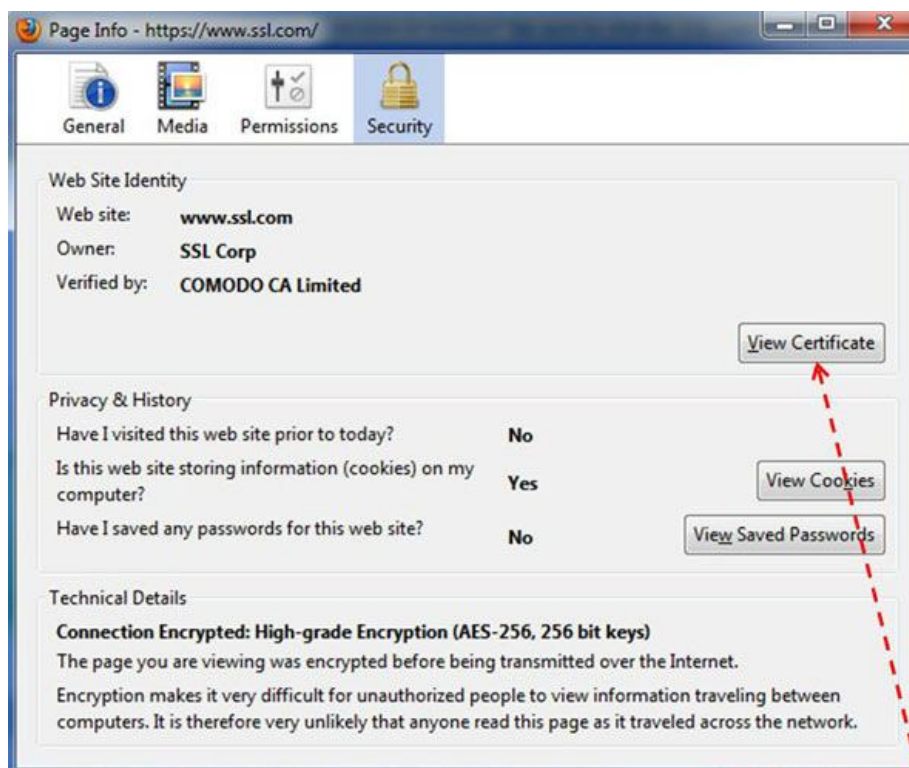 Page Info - https://www.ssl.com/
General Media Permissions Security
Web Site Identity
Web site: www.ssl.com
Owner: SSL Corp
Verified by: COMODO CA Limited
View Certificate
Privacy & History
Have I visited this web site prior to today? No
Is this web site storing information (cookies) on my
computer? Yes View Cookies
Have I saved any passwords for this web site? No View Saved Passwords
Technical Details
Connection Encrypted: High-grade Encryption (AES-256, 256 bit keys)
The page you are viewing was encrypted before being transmitted over the Internet.
Encryption makes it very difficult for unauthorized people to view information traveling between
computers. It is therefore very unlikely that anyone read this page as it traveled across the network.